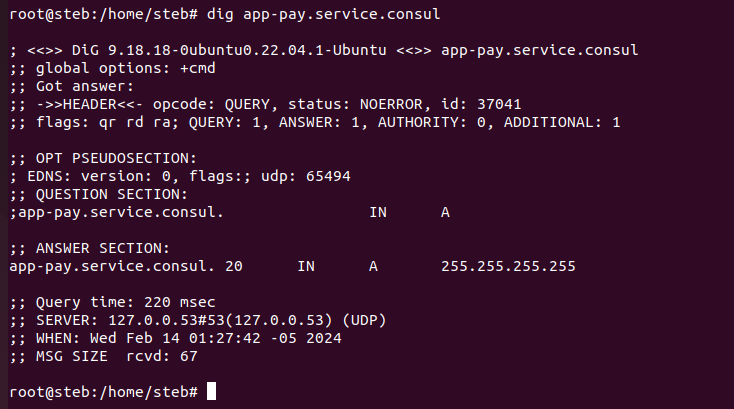 root@steb:/home/steb# dig app-pay.service.consul
; <<>> DiG 9.18.18-0ubuntu0.22.04.1-Ubuntu <<>> app-pay.service.consul
;; global options: +cmd
;; Got answer:
;; ->>HEADER<<- opcode: QUERY, status: NOERROR, id: 37041
;; flags: qr rd ra; QUERY: 1, ANSWER: 1, AUTHORITY: 0, ADDITIONAL: 1
;; OPT PSEUDOSECTION:
; EDNS: version: 0, flags:; udp: 65494
;; QUESTION SECTION:
;app-pay.service.consul. IN A
;; ANSWER SECTION:
app-pay.service.consul. 20 IN A 255.255.255.255
;; Query time: 220 msec
;; SERVER: 127.0.0.53#53(127.0.0.53) (UDP)
;; WHEN: Wed Feb 14 01:27:42 -05 2024
;; MSG SIZE rcvd: 67
root@steb:/home/steb#